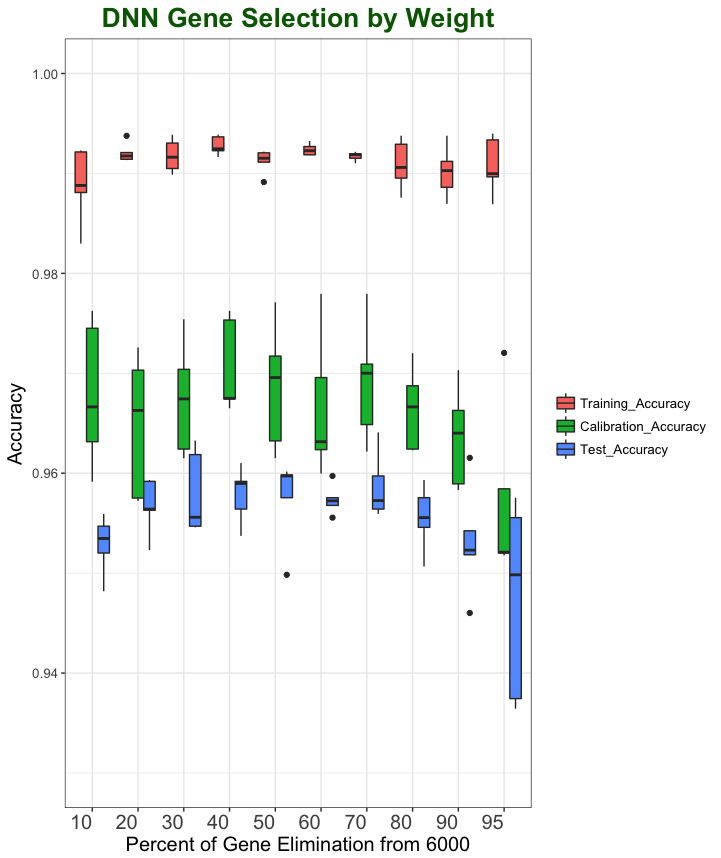 DNN Gene Selection by Weight
1.00
0.98
0.96
0.94
Accuracy
10 20 30 40 50 60 70 80 90 95
Percent of Gene Elimination from 6000
Training_Accuracy
Calibration_Accuracy
Test_Accuracy